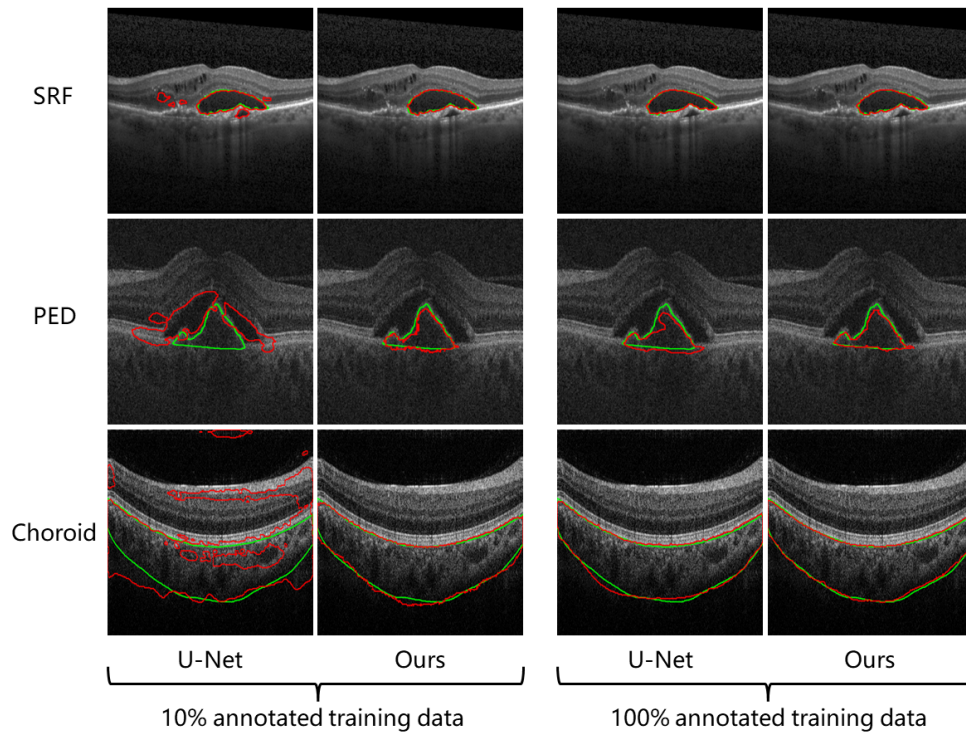 SRF
PED
Choroid
U-Net Ours U-Net Ours
10% annotated training data 100% annotated training data